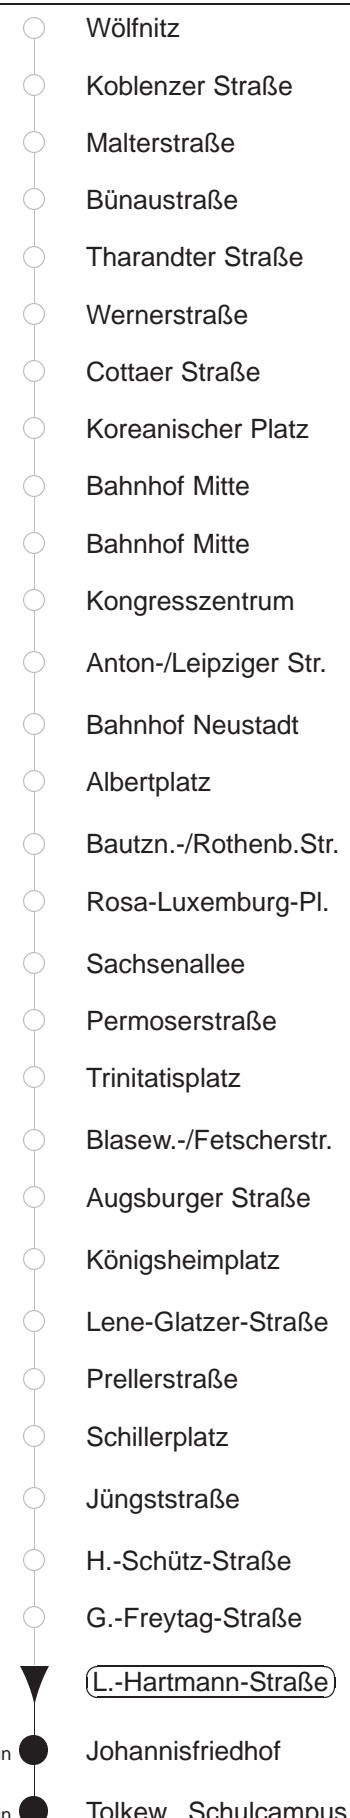 Wölfnitz
Koblenzer Straße
Malterstraße
Bünaustraße
Tharandter Straße
Wernerstraße
Cottaer Straße
Koreanischer Platz
Bahnhof Mitte
Bahnhof Mitte
Kongresszentrum
Anton-/Leipziger Str.
Bahnhof Neustadt
Albertplatz
Bautzn.-/Rothenb.Str.
Rosa-Luxemburg-Pl.
Sachsenallee
Permoserstraße
Trinitatisplatz
Blasew.-/Fetscherstr.
Augsburger Straße
Königsheimplatz
Lene-Glatzer-Straße
Prellerstraße
Schillerplatz
Jüngststraße
H.-Schütz-Straße
G.-Freytag-Straße
L.-Hartmann-Straße
Johannisfriedhof
Tolkew. Schulcampus